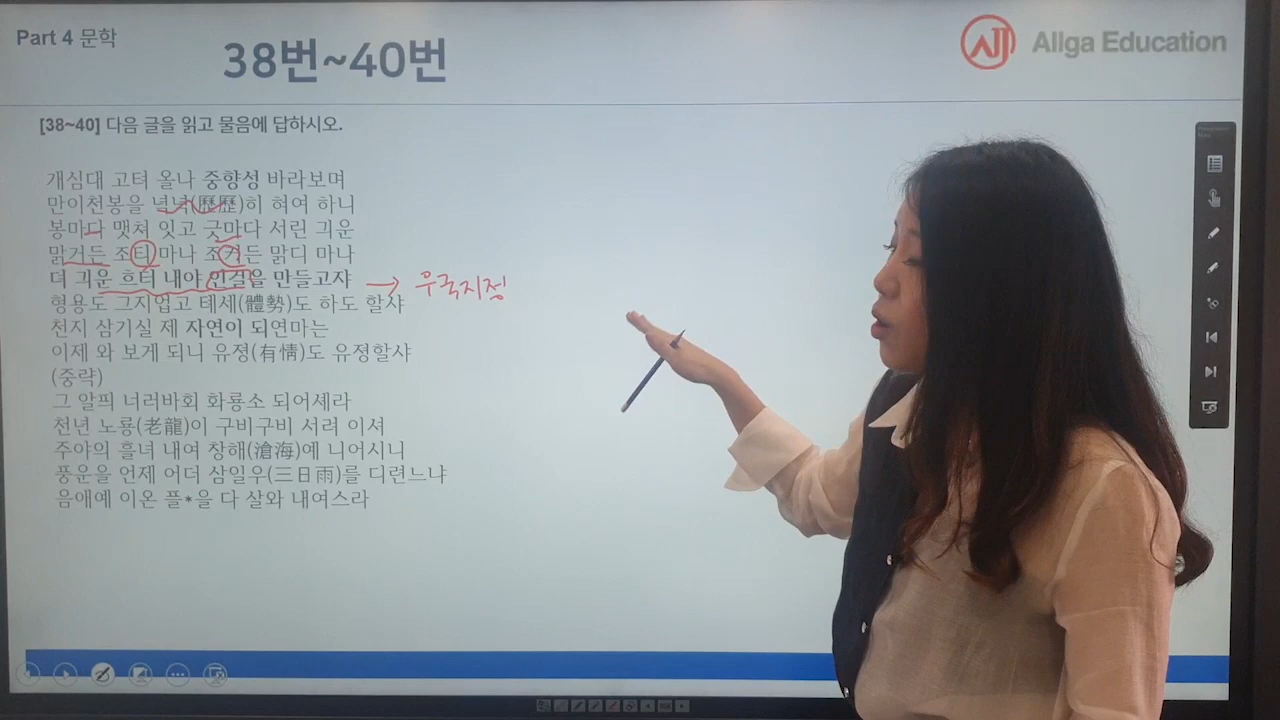 Part 4 문학
38번~40번
Allga Education
[38~40] 다음 글을 읽고 물음에 답하시오.
개심대 고텨 올나 중향성 바라보며
만이천봉을 녁녁(歷歷)히 혀여 하니
봉마다 맷쳐 잇고 긋마다 서린 긔운
맑거든 조티 마나 조커든 맑디 마나
뎌 긔운 흐터 내야 인걸을 만들고쟈
→ 우국지정
형용도 그지업고 톄세(體勢)도 하도 할샤
천지 삼기실 제 자연이 되연마는
이제 와 보게 되니 유졍(有情)도 유졍할샤
(중략)
그 알픠 너러바회 화룡소 되어셰라
천년 노룡(老龍)이 구비구비 서려 이셔
주야의 흘녀 내여 창해(滄海)예 니어시니
풍운을 언제 어더 삼일우(三日雨)를 디련느냐
음애예 이온 플*을 다 살와 내여스라